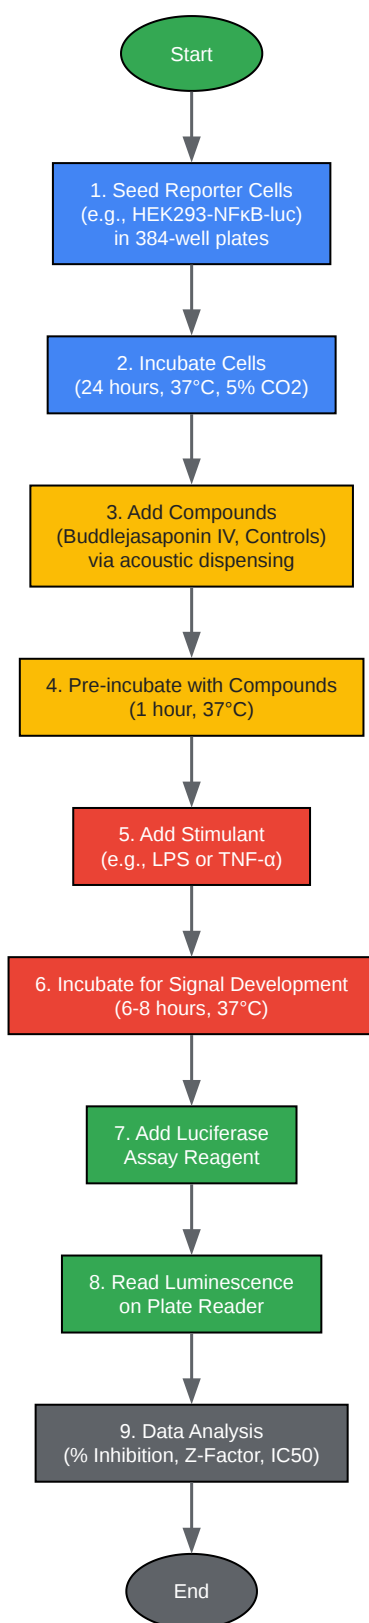 Start
1. Seed Reporter Cells
(e.g., HEK293-NFκB-luc)
in 384-well plates
2. Incubate Cells
(24 hours, 37°C, 5% CO2)
3. Add Compounds
(Buddlejasaponin IV, Controls)
via acoustic dispensing
4. Pre-incubate with Compounds
(1 hour, 37°C)
5. Add Stimulant
(e.g., LPS or TNF-α)
6. Incubate for Signal Development
(6-8 hours, 37°C)
7. Add Luciferase
Assay Reagent
8. Read Luminescence
on Plate Reader
9. Data Analysis
(% Inhibition, Z-Factor, IC50)
End